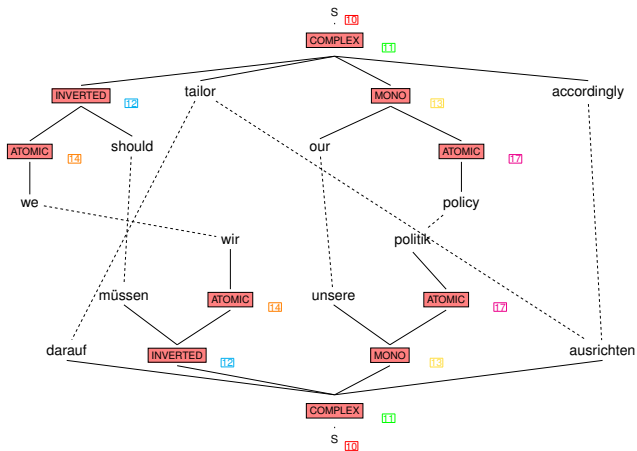 S 10
COMPLEX 11
INVERTED 12 tailor MONO 13 accordingly
ATOMIC 14 should our ATOMIC 17
we policy
wir politik
müssen ATOMIC 14 unsere ATOMIC 17
darauf INVERTED 12 MONO 13 ausrichten
COMPLEX 11
S 10